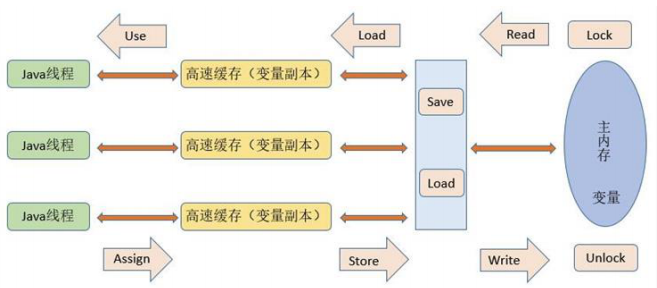 Use
Load
Read
Lock
Java线程
高速缓存（变量副本）
Save
Java线程
高速缓存（变量副本）
主内存
变量
Load
Java线程
高速缓存（变量副本）
Assign
Store
Write
Unlock